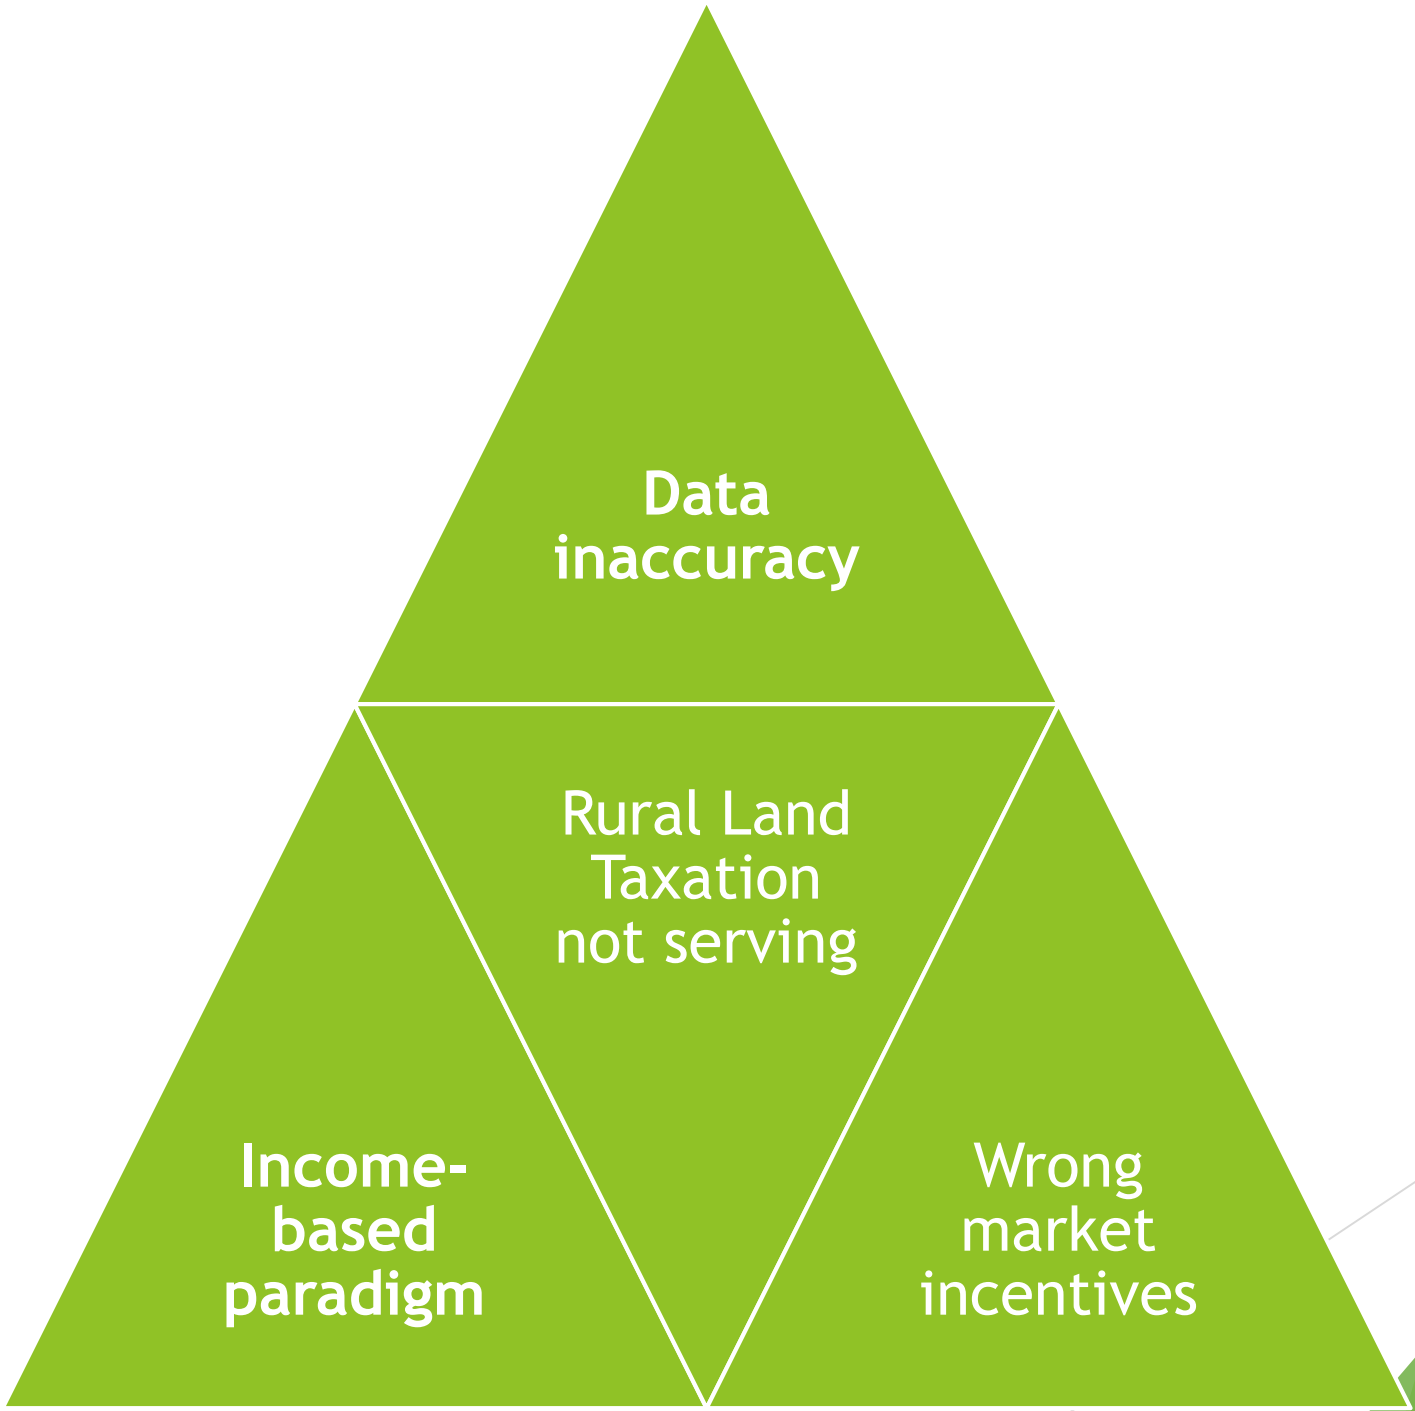 Data
inaccuracy
Rural Land
Taxation
not serving
Income-
based
paradigm
Wrong
market
incentives